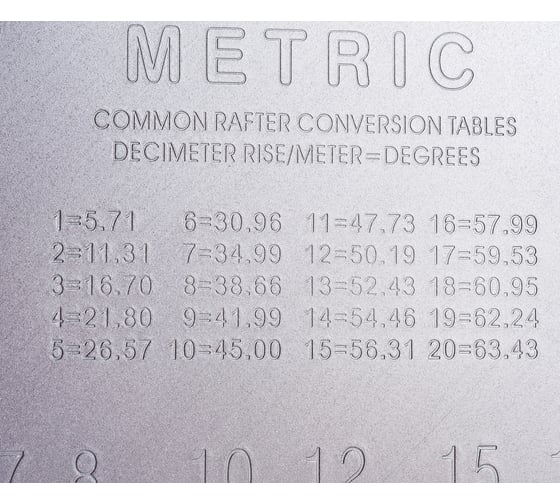 METRIC
COMMON RAFTER CONVERSION TABLES
DECIMETER RISE/METER=DEGREES
1=5.71 6=30.96 11=47.73 16=57.99
2=11.31 7=34.99 12=50.19 17=59.53
3=16.70 8=38.66 13=52.43 18=60.95
4=21.80 9=41.99 14=54.46 19=62.24
5=26.57 10=45.00 15=56.31 20=63.43
7 8 10 12 15